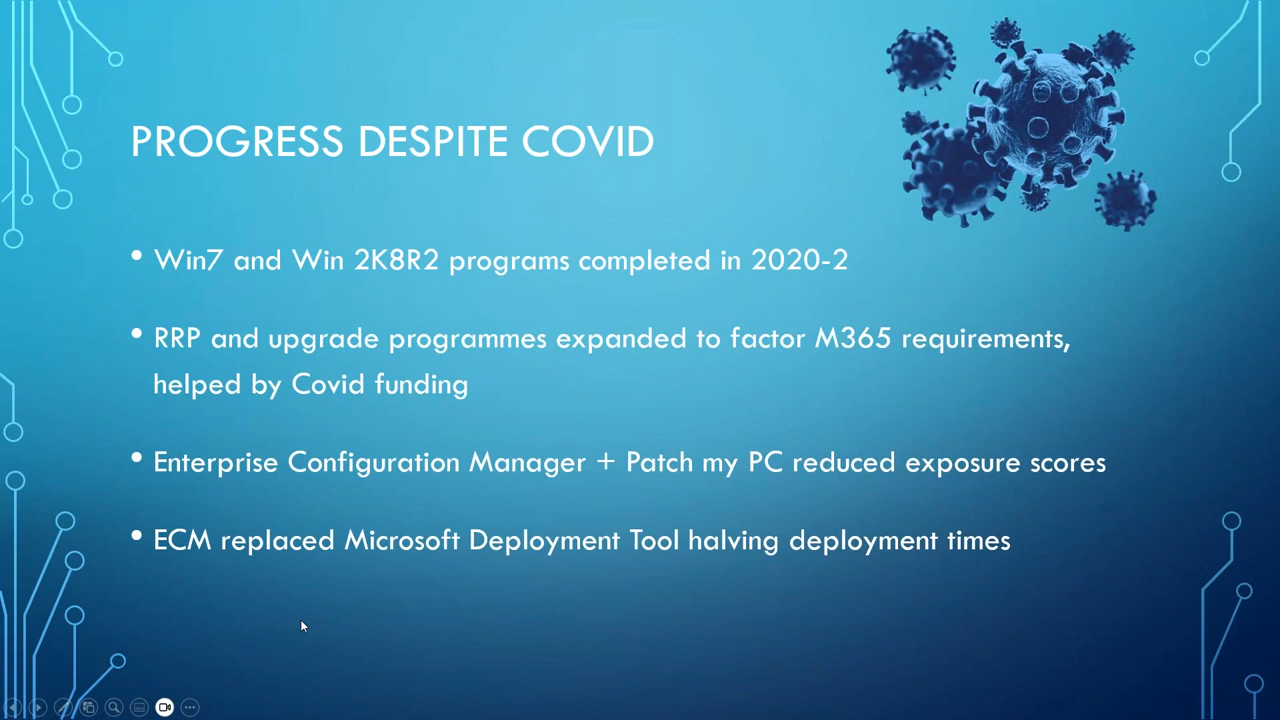 PROGRESS DESPITE COVID
• Win7 and Win 2K8R2 programs completed in 2020-2
• RRP and upgrade programmes expanded to factor M365 requirements,
helped by Covid funding
• Enterprise Configuration Manager + Patch my PC reduced exposure scores
• ECM replaced Microsoft Deployment Tool halving deployment times